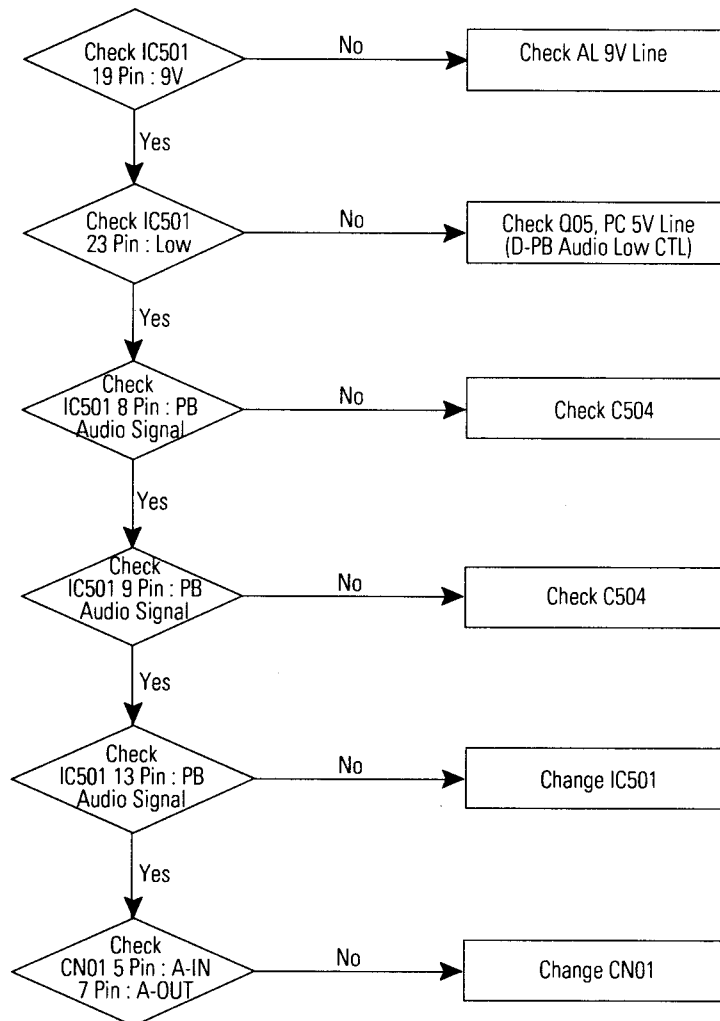 Check IC501
19 Pin : 9V
No
Check AL 9V Line
Yes
Check IC501
23 Pin : Low
No
Check Q05, PC 5V Line
(D-PB Audio Low CTL)
Yes
Check
IC501 8 Pin : PB
Audio Signal
No
Check C504
Yes
Check
IC501 9 Pin : PB
Audio Signal
No
Check C504
Yes
Check
IC501 13 Pin : PB
Audio Signal
No
Change IC501
Yes
Check
CN01 5 Pin : A-IN
7 Pin : A-OUT
No
Change CN01